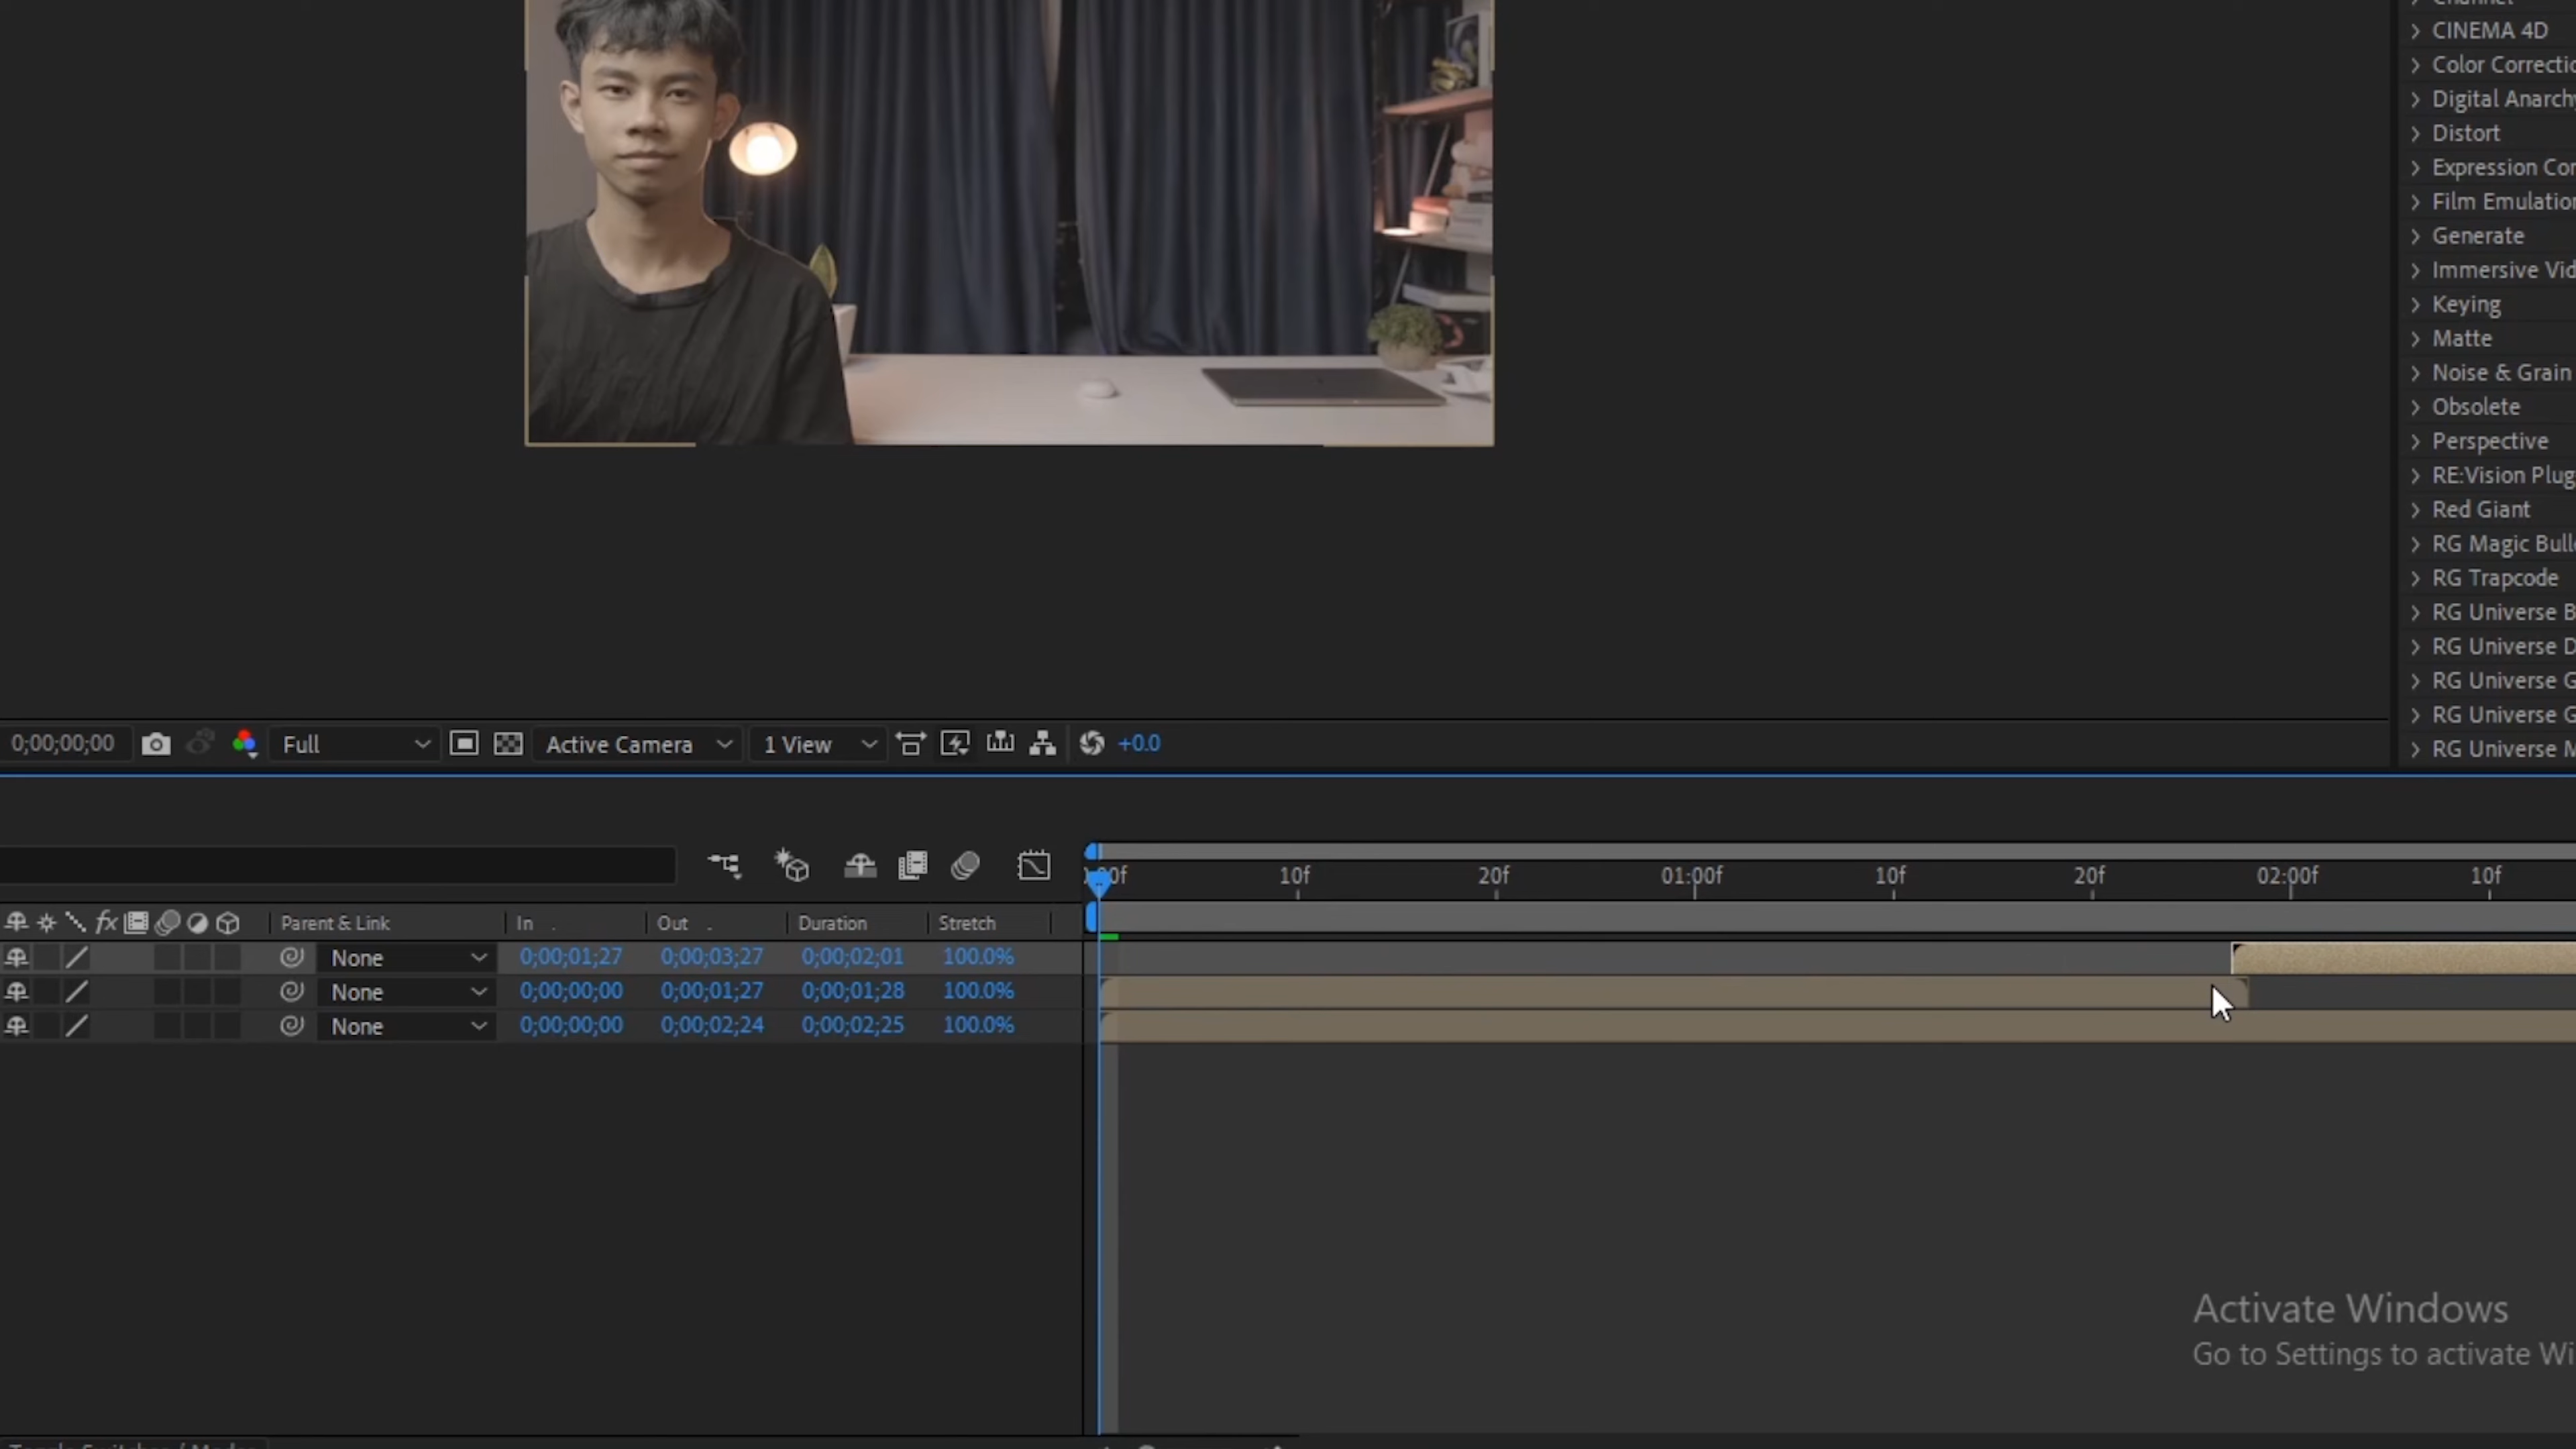 CINEMA 4D
Color Correctio
Digital Anarchy
Distort
Expression Con
Film Emulation
Generate
Immersive Vid
Keying
Matte
Noise & Grain
Obsolete
Perspective
RE:Vision Plug
Red Giant
RG Magic Bull
RG Trapcode
RG Universe B
RG Universe D
RG Universe G
RG Universe G
RG Universe M
0;00;00;00 Full Active Camera 1 View +0.0
00f 10f 20f 01:00f 10f 20f 02:00f 10f
fx Parent & Link In Out Duration Stretch
None 0;00;01;27 0;00;03;27 0;00;02;01 100.0%
None 0;00;00;00 0;00;01;27 0;00;01;28 100.0%
None 0;00;00;00 0;00;02;24 0;00;02;25 100.0%
Activate Windows
Go to Settings to activate Wi